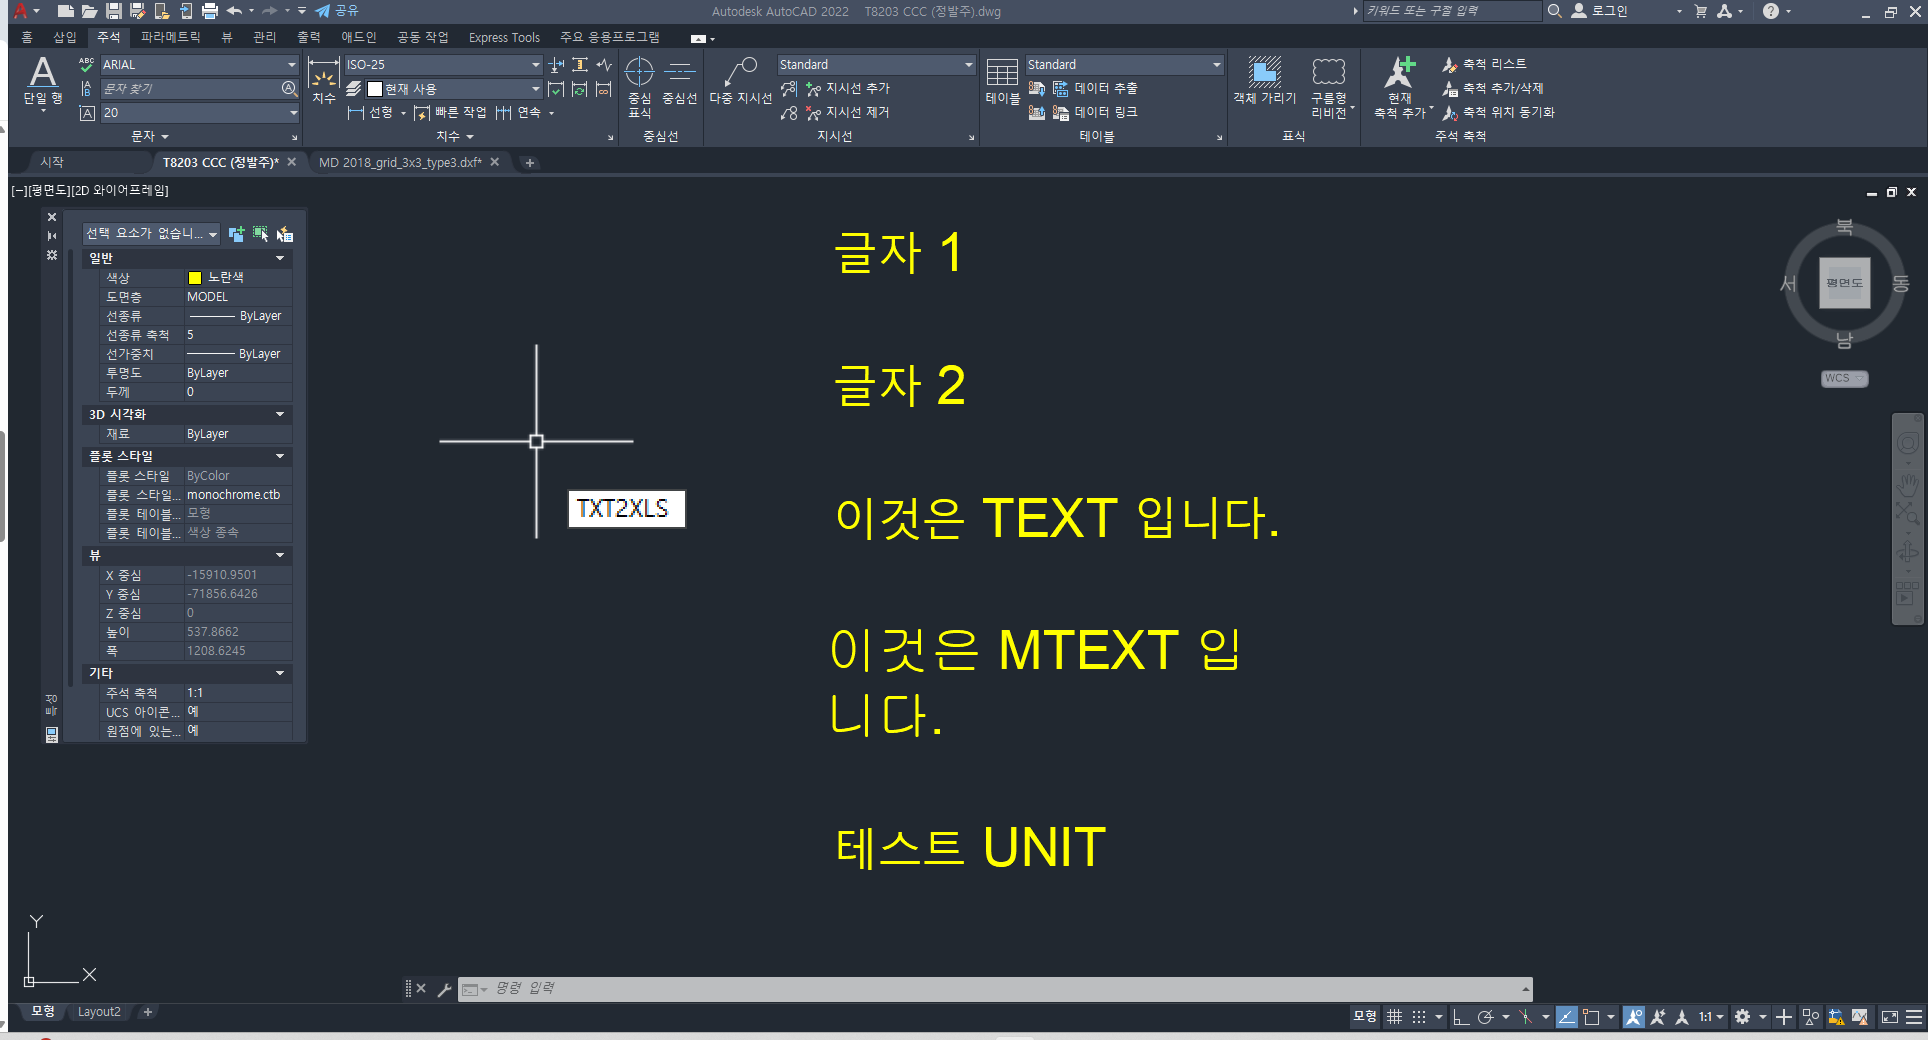 공유
Autodesk AutoCAD 2022 T8203 CCC (정발주).dwg
키워드 또는 구절 입력
로그인
홈 삽입 주석 파라메트릭 뷰 관리 출력 애드인 공동 작업 Express Tools 주요 응용프로그램
단일 행
ARIAL
문자 찾기
20
문자
치수
ISO-25
현재 사용
선형 빠른 작업 연속
치수
중심 표식
중심선
중심선
다중 지시선
Standard
지시선 추가
지시선 제거
지시선
테이블
Standard
데이터 추출
데이터 링크
테이블
객체 가리기
구름형 리비전
표식
현재 축척 추가
축척 리스트
축척 추가/삭제
축척 위치 동기화
주석 축척
시작 T8203 CCC (정발주)* MD 2018_grid_3x3_type3.dxf*
[−][평면도][2D 와이어프레임]
선택 요소가 없습니...
일반
색상 노란색
도면층 MODEL
선종류 ByLayer
선종류 축척 5
선가중치 ByLayer
투명도 ByLayer
두께 0
3D 시각화
재료 ByLayer
플롯 스타일
플롯 스타일 ByColor
플롯 스타일... monochrome.ctb
플롯 테이블... 모형
플롯 테이블... 색상 종속
뷰
X 중심 -15910.9501
Y 중심 -71856.6426
Z 중심 0
높이 537.8662
폭 1208.6245
기타
주석 축척 1:1
UCS 아이콘... 예
원점에 있는... 예
글자 1
글자 2
TXT2XLS
이것은 TEXT 입니다.
이것은 MTEXT 입
니다.
테스트 UNIT
북
서 평면도 동
남
WCS
Y
X
명령 입력
모형 Layout2
모형
1:1